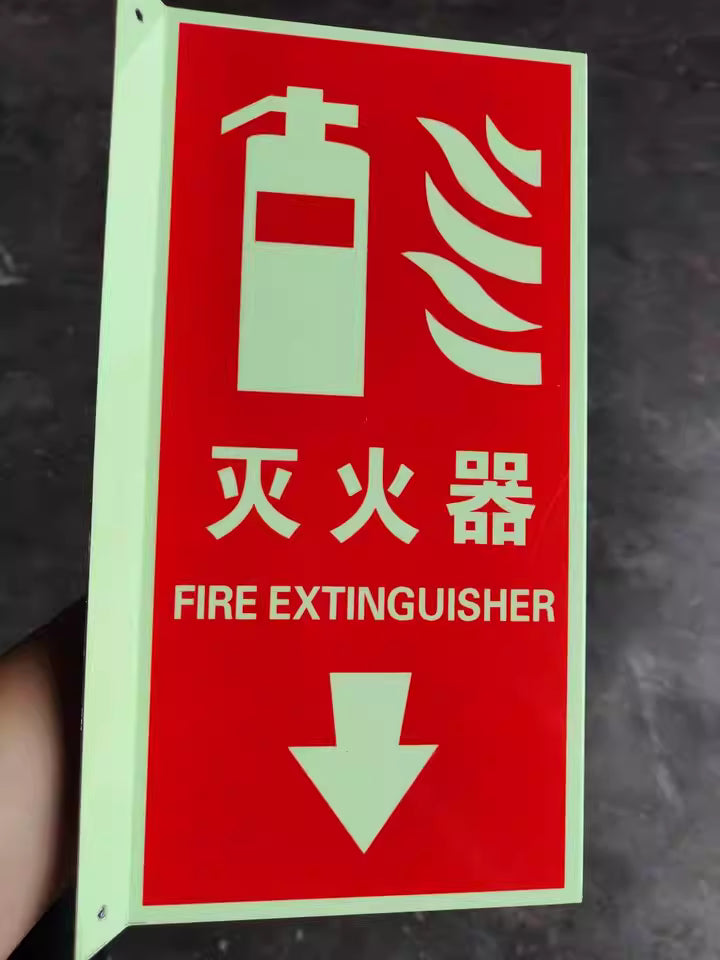 灭火器
FIRE EXTINGUISHER